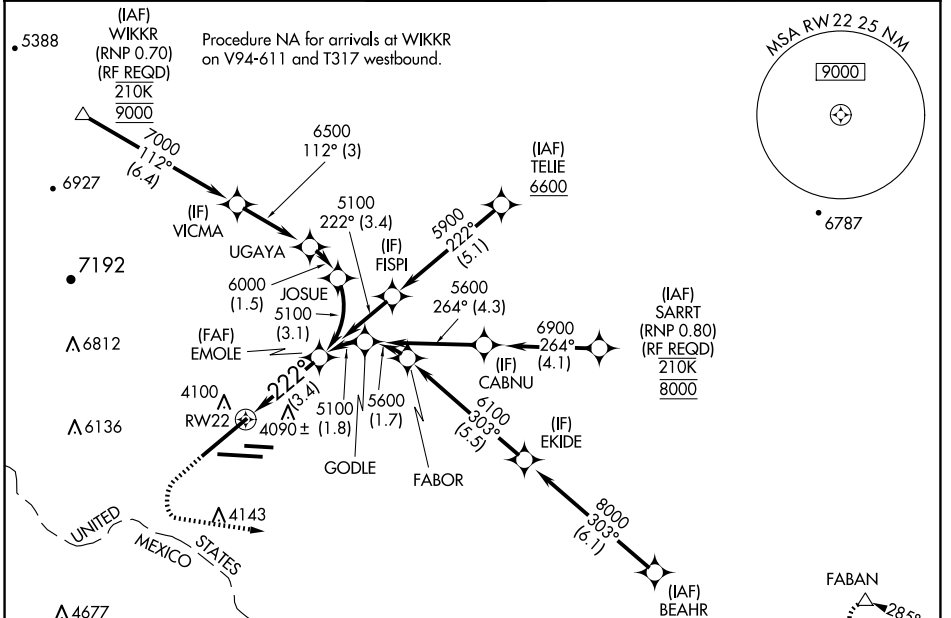 (IAF)
WIKKR
(RNP 0.70)
(RF REQD)
210K
9000
5388
Procedure NA for arrivals at WIKKR
on V94-611 and T317 westbound.
MSA RW22 25 NM
9000
7000
112°
(6.4)
6500
112° (3)
6927
(IF)
VICMA
UGAYA
5100
222° (3.4)
(IF)
FISPI
(IAF)
TELIE
6600
5900
222°
(5.1)
6787
7192
6000
(1.5)
JOSUE
5100
(3.1)
5600
264° (4.3)
6900
264°
(4.1)
(IAF)
SARRT
(RNP 0.80)
(RF REQD)
210K
8000
6812
(FAF)
EMOLE
(IF)
CABNU
222°
(3.4)
4100
RW22
4090 ±
5100
(1.8)
5600
(1.7)
6100
303°
(5.5)
(IF)
EKIDE
6136
GODLE
FABOR
8000
303°
(6.1)
4143
UNITED STATES
MEXICO
4677
(IAF)
BEAHR
FABAN
285°